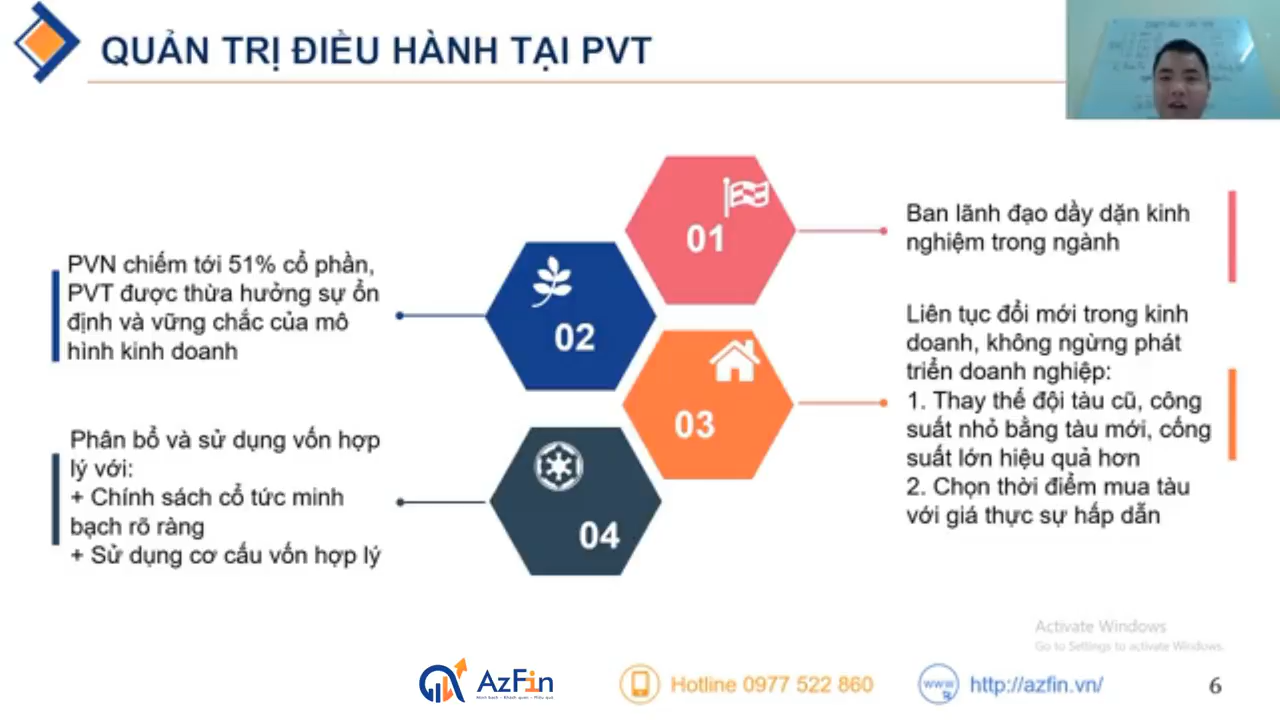 QUẢN TRỊ ĐIỀU HÀNH TẠI PVT
01
Ban lãnh đạo dầy dặn kinh
nghiệm trong ngành
02
PVN chiếm tới 51% cổ phần,
PVT được thừa hưởng sự ổn
định và vững chắc của mô
hình kinh doanh
03
Liên tục đổi mới trong kinh
doanh, không ngừng phát
triển doanh nghiệp:
1. Thay thế đội tàu cũ, công
suất nhỏ bằng tàu mới, công
suất lớn hiệu quả hơn
2. Chọn thời điểm mua tàu
với giá thực sự hấp dẫn
04
Phân bổ và sử dụng vốn hợp
lý với:
+ Chính sách cổ tức minh
bạch rõ ràng
+ Sử dụng cơ cấu vốn hợp lý
Activate Windows
Go to Settings to activate Windows.
AzFin
Minh bạch - Khách quan - Hiệu quả
Hotline 0977 522 860
www
http://azfin.vn/
6